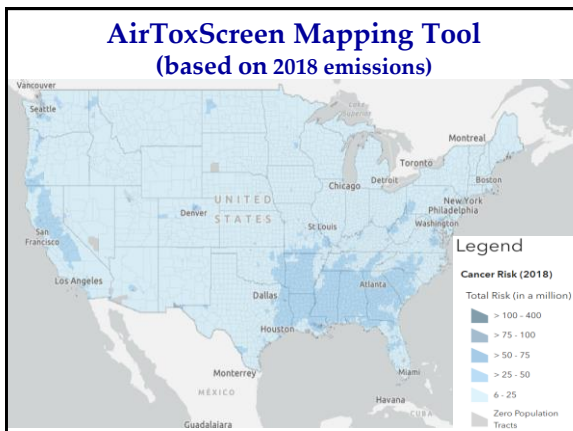 AirToxScreen Mapping Tool
(based on 2018 emissions)
Vancouver
Seattle
Lake
Superior
Montreal
Toronto
Boston
Detroit
Chicago
New York
Philadelphia
UNITED
STATES
Denver
Washington
St Louis
San
Francisco
Los Angeles
Atlanta
Dallas
Houston
Miami
Monterrey
MÉXICO
Havana
CUBA
Guadalajara
Legend
Cancer Risk (2018)
Total Risk (in a million)
> 100 - 400
> 75 - 100
> 50 - 75
> 25 - 50
6 - 25
Zero Population
Tracts